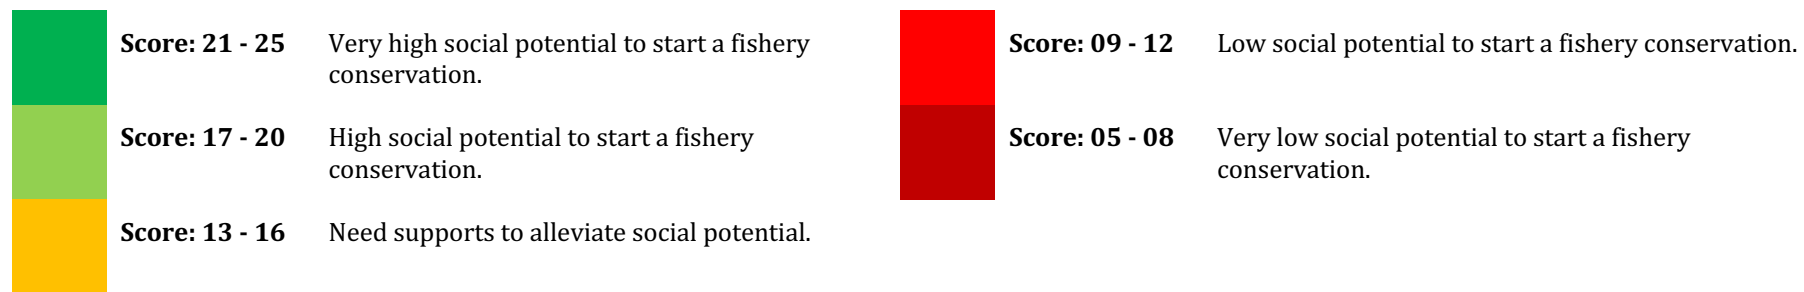 Score: 21 - 25 Very high social potential to start a fishery
conservation.
Score: 17 - 20 High social potential to start a fishery
conservation.
Score: 13 - 16 Need supports to alleviate social potential.
Score: 09 - 12 Low social potential to start a fishery conservation.
Score: 05 - 08 Very low social potential to start a fishery
conservation.